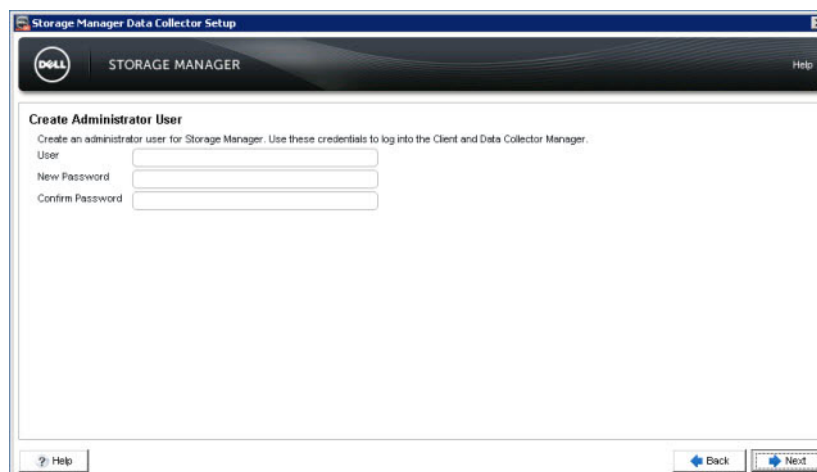 Storage Manager Data Collector Setup
DELL
STORAGE MANAGER
Help
Create Administrator User
Create an administrator user for Storage Manager. Use these credentials to log into the Client and Data Collector Manager.
User
New Password
Confirm Password
? Help
Back
Next